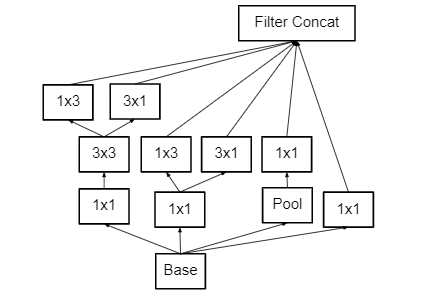 Filter Concat
1x3
3x1
3x3
1x3
3x1
1x1
1x1
1x1
Pool
1x1
Base